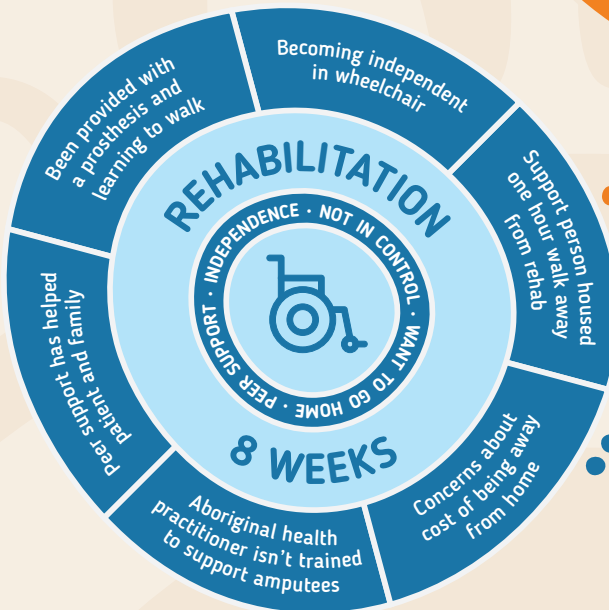 Becoming independent
in wheelchair
Support person housed
one hour walk away
from rehab
Concerns about
cost of being away
from home
Aboriginal health
practitioner isn't trained
to support amputees
Peer support has helped
patient and family
Been provided with
a prosthesis and
learning to walk
REHABILITATION
8 WEEKS
INDEPENDENCE · NOT IN CONTROL · WANT TO GO HOME · PEER SUPPORT ·